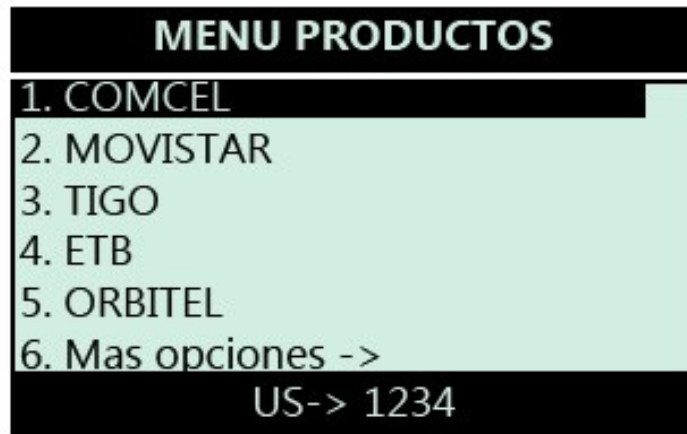 MENU PRODUCTOS
1. COMCEL
2. MOVISTAR
3. TIGO
4. ETB
5. ORBITEL
6. Mas opciones ->
US-> 1234